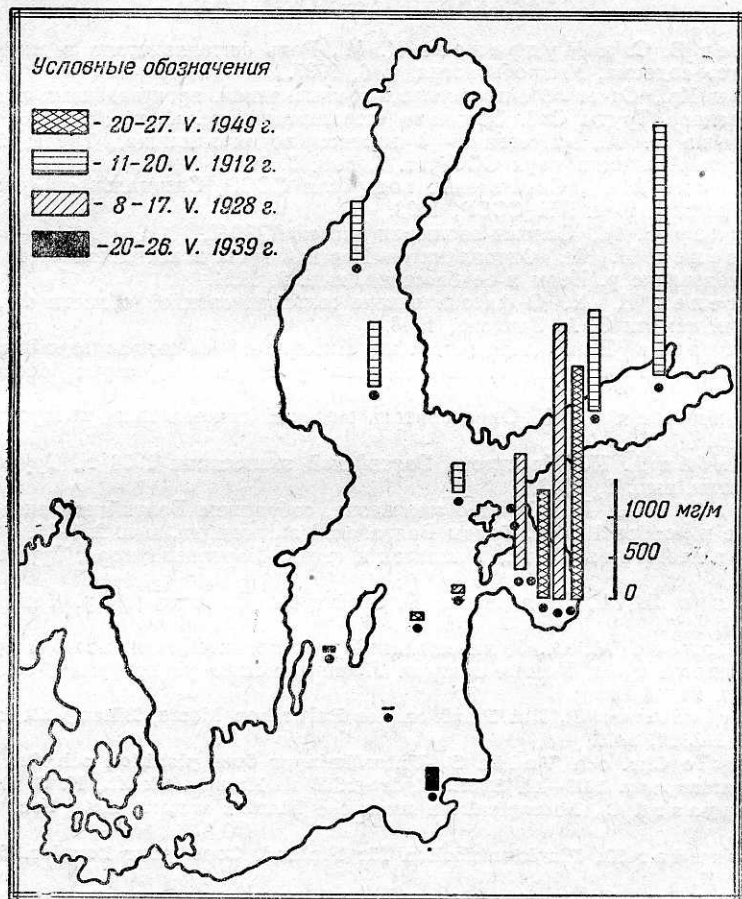 Условные обозначения
- 20-27. V. 1949 г.
- 11-20. V. 1912 г.
- 8-17. V. 1928 г.
-20-26. V. 1939 г.
1000 мг/м
500
0